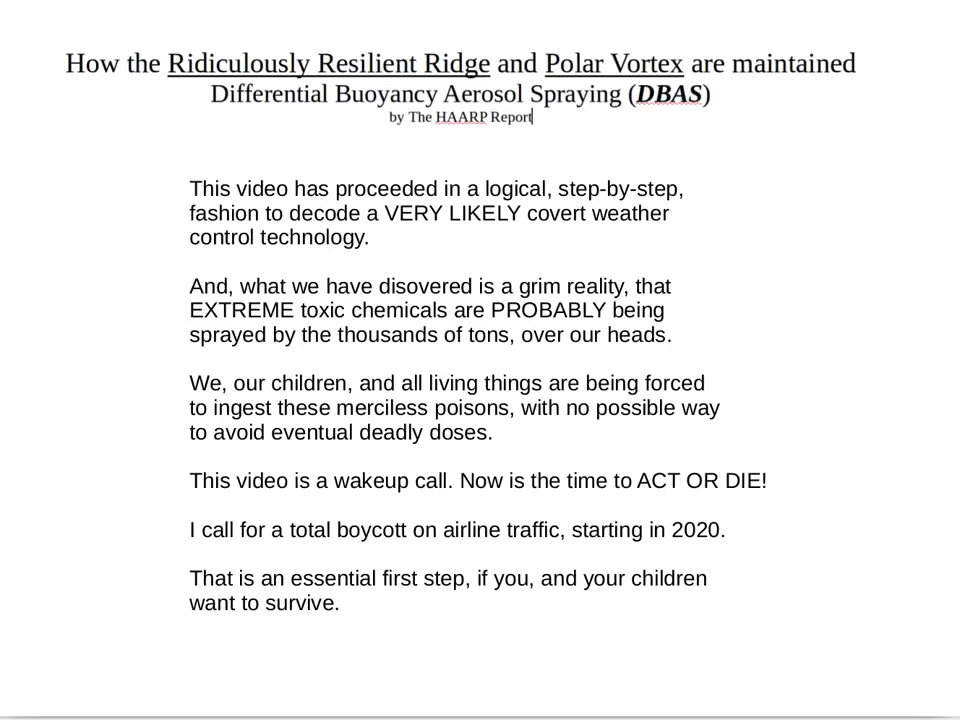 How the Ridiculously Resilient Ridge and Polar Vortex are maintained
Differential Buoyancy Aerosol Spraying (DBAS)
by The HAARP Report
This video has proceeded in a logical, step-by-step,
fashion to decode a VERY LIKELY covert weather
control technology.
And, what we have disovered is a grim reality, that
EXTREME toxic chemicals are PROBABLY being
sprayed by the thousands of tons, over our heads.
We, our children, and all living things are being forced
to ingest these merciless poisons, with no possible way
to avoid eventual deadly doses.
This video is a wakeup call. Now is the time to ACT OR DIE!
I call for a total boycott on airline traffic, starting in 2020.
That is an essential first step, if you, and your children
want to survive.